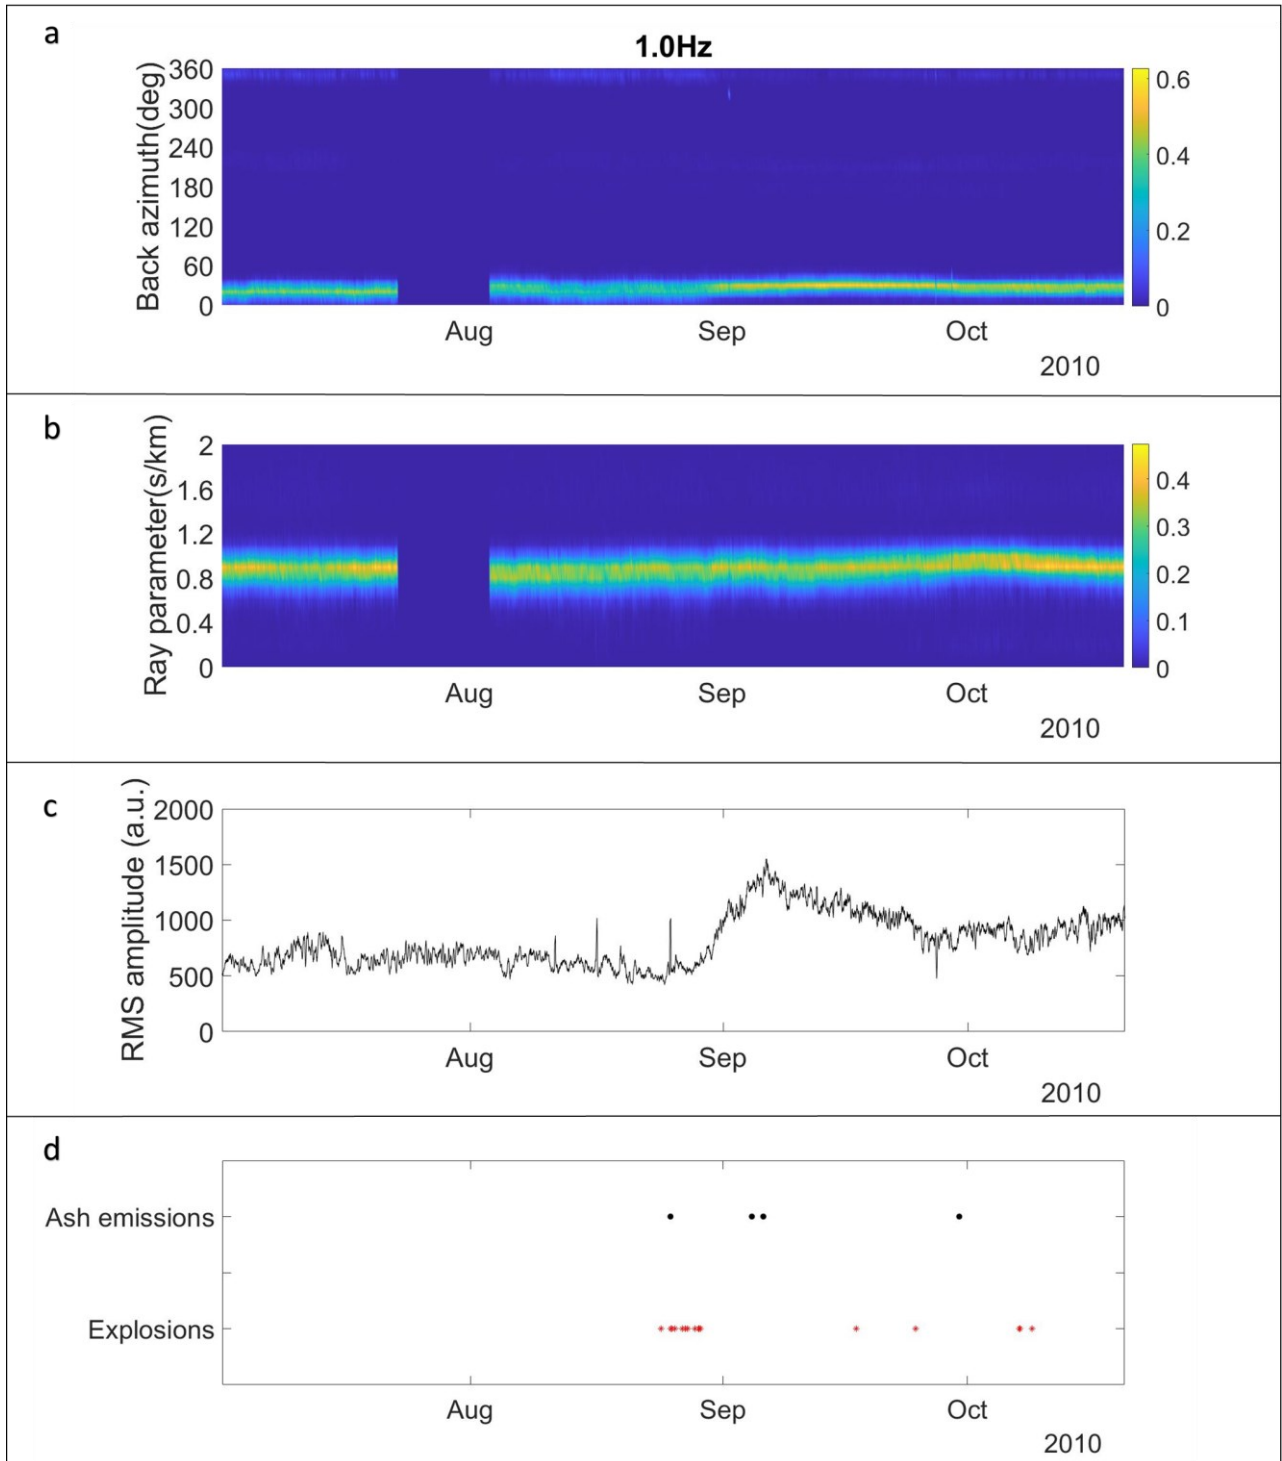 a
1.0Hz
Back azimuth(deg)
360
300
240
180
120
60
0
0.6
0.4
0.2
0
Aug Sep Oct
2010
b
Ray parameter(s/km)
2
1.6
1.2
0.8
0.4
0
0.4
0.3
0.2
0.1
0
Aug Sep Oct
2010
c
RMS amplitude (a.u.)
2000
1500
1000
500
0
Aug Sep Oct
2010
d
Ash emissions
Explosions
Aug Sep Oct
2010